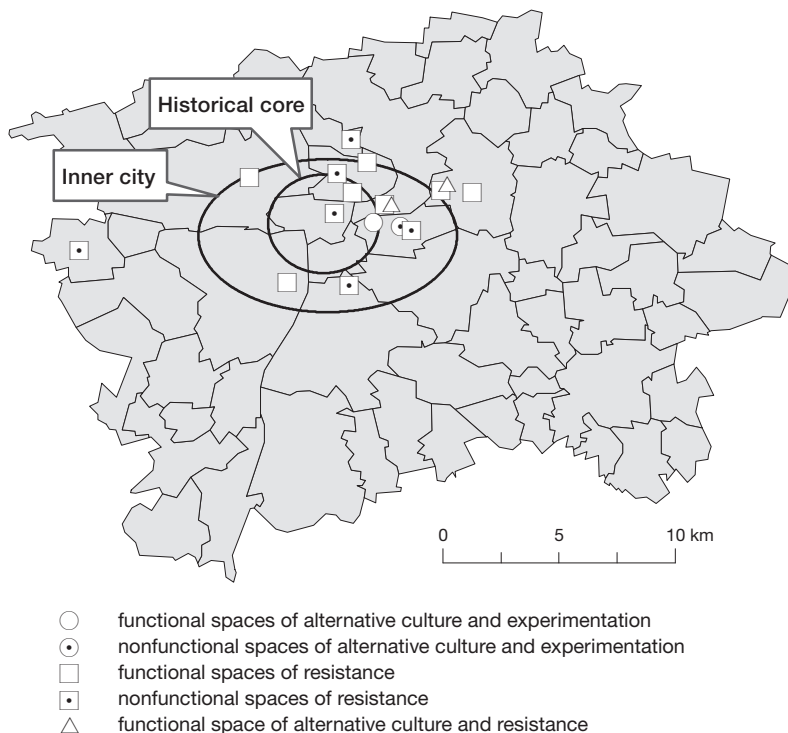 Historical core
Inner city
0 5 10 km
functional spaces of alternative culture and experimentation
nonfunctional spaces of alternative culture and experimentation
functional spaces of resistance
nonfunctional spaces of resistance
functional space of alternative culture and resistance